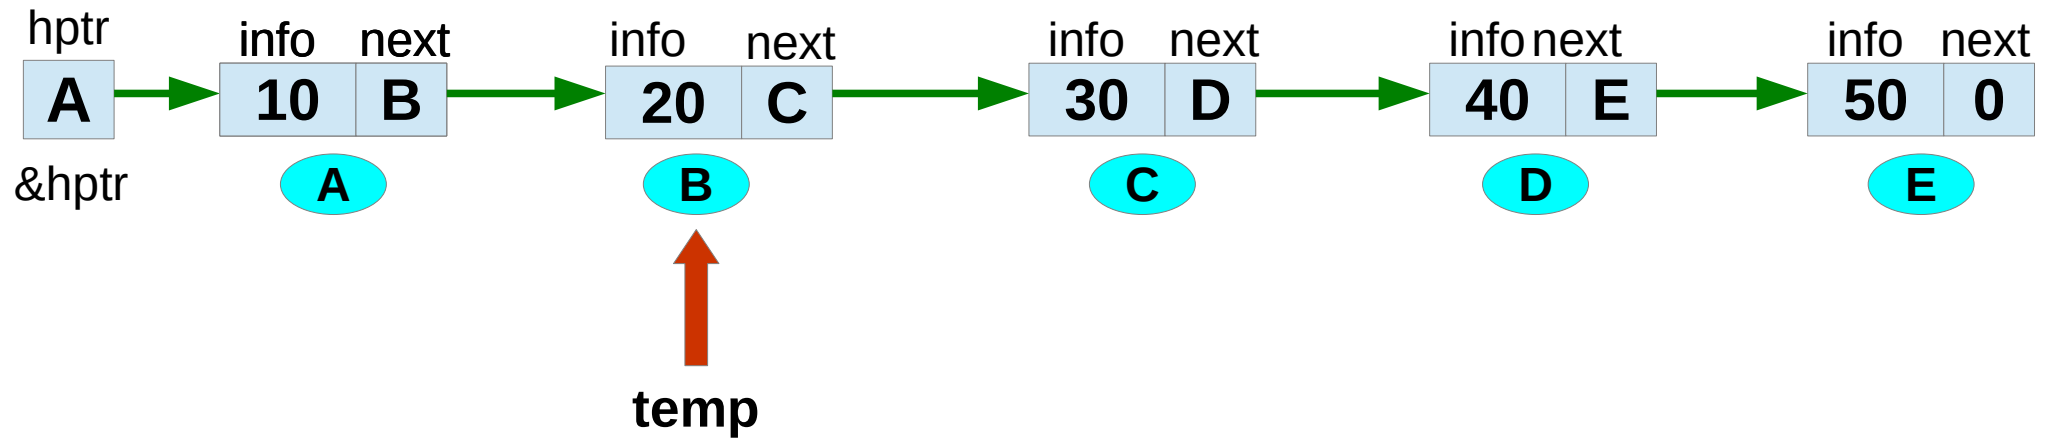 hptr info next info next info next info next info next
A 10 B 20 C 30 D 40 E 50 0
&hptr A B C D E
temp